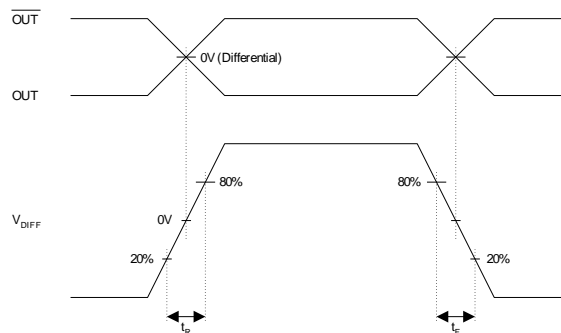 OUT
0V (Differential)
OUT
80%
80%
V_DIFF
0V
20%
20%
t_R
t_F